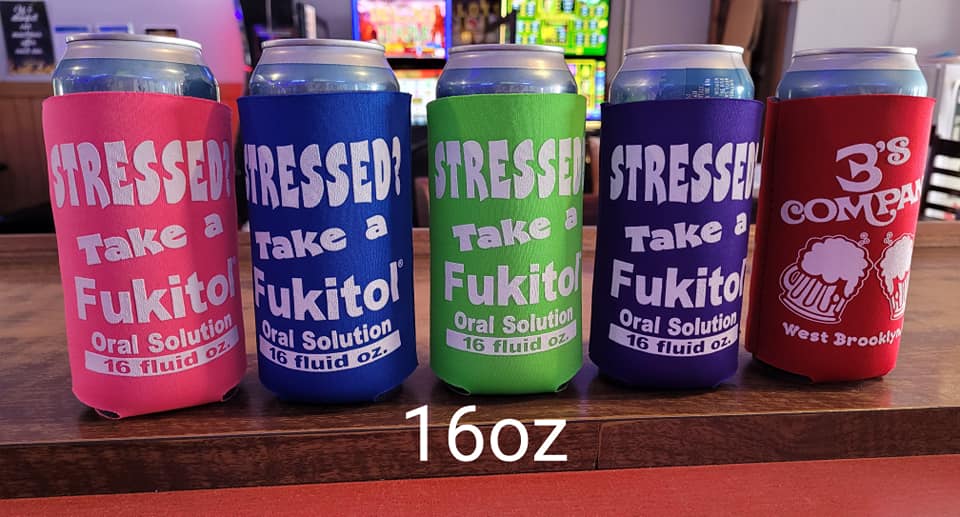 STRESSED?
Take a
Fukitol
Oral Solution
16 fluid oz.
STRESSED?
Take a
Fukitol®
Oral Solution
16 fluid oz.
STRESSED
Take a
Fukitol
Oral Solution
16 fluid oz.
STRESSED?
Take a
Fukitol
Oral Solution
16 fluid oz.
3's
COMPAN
West Brooklyn,
16oz